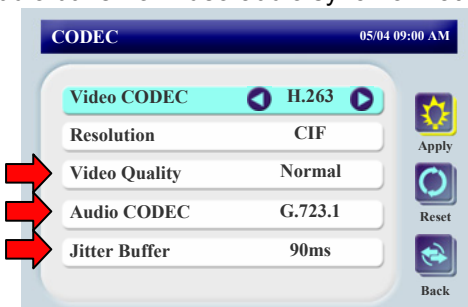 CODEC 05/04 09:00 AM
Video CODEC H.263
Resolution CIF
Apply
Video Quality Normal
Audio CODEC G.723.1
Reset
Jitter Buffer 90ms
Back